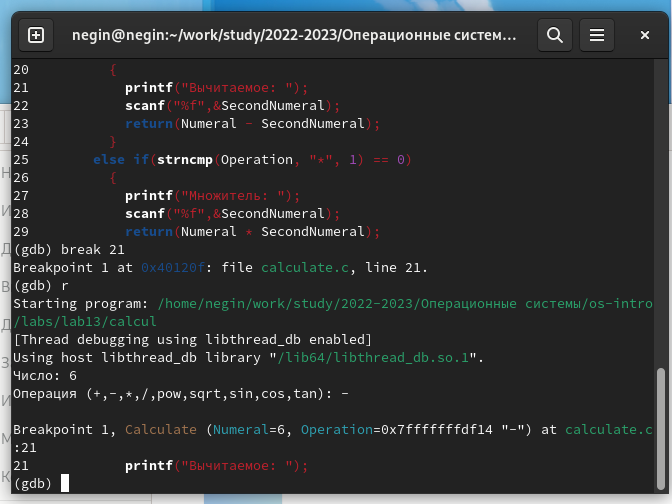 negin@negin:~/work/study/2022-2023/Операционные систем…
20 {
21 printf("Вычитаемое: ");
22 scanf("%f",&SecondNumeral);
23 return(Numeral - SecondNumeral);
24 }
25 else if(strncmp(Operation, "*", 1) == 0)
26 {
27 printf("Множитель: ");
28 scanf("%f",&SecondNumeral);
29 return(Numeral * SecondNumeral);
(gdb) break 21
Breakpoint 1 at 0x40120f: file calculate.c, line 21.
(gdb) r
Starting program: /home/negin/work/study/2022-2023/Операционные системы/os-intro
/labs/lab13/calcul
[Thread debugging using libthread_db enabled]
Using host libthread_db library "/lib64/libthread_db.so.1".
Число: 6
Операция (+,-,*,/,pow,sqrt,sin,cos,tan): -
Breakpoint 1, Calculate (Numeral=6, Operation=0x7fffffffdf14 "-") at calculate.c
:21
21 printf("Вычитаемое: ");
(gdb)